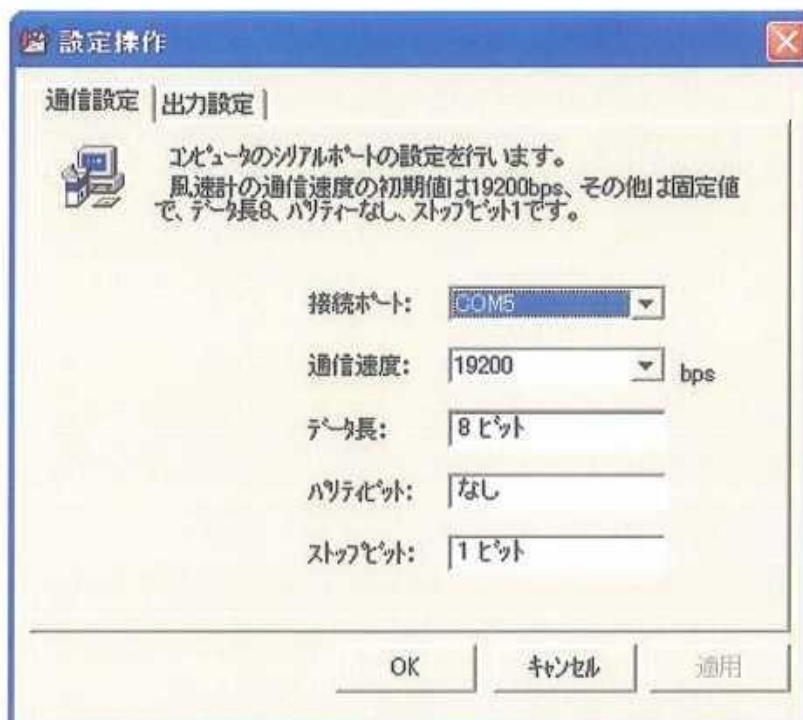 設定操作
通信設定 出力設定
コンピュータのシリアルポートの設定を行います。
風速計の通信速度の初期値は19200bps、その他は固定値
で、データ長8、パリティーなし、ストップビット1です。
接続ポート: COM5
通信速度: 19200 bps
データ長: 8 ビット
パリティビット: なし
ストップビット: 1 ビット
OK キャンセル 適用